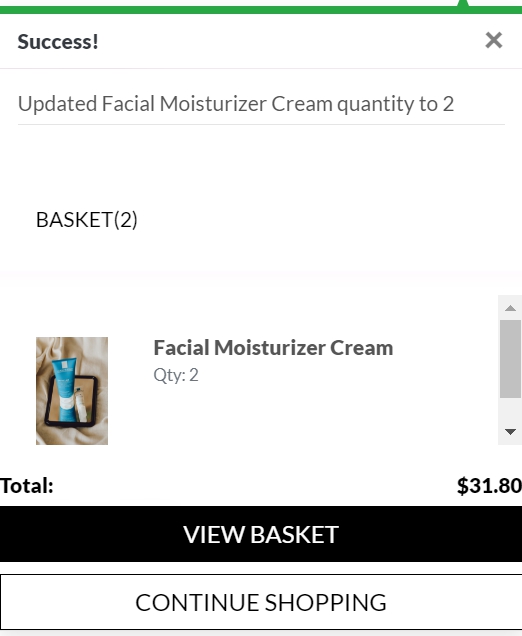 Success!
Updated Facial Moisturizer Cream quantity to 2
BASKET(2)
Facial Moisturizer Cream
Qty: 2
Total: $31.80
VIEW BASKET
CONTINUE SHOPPING